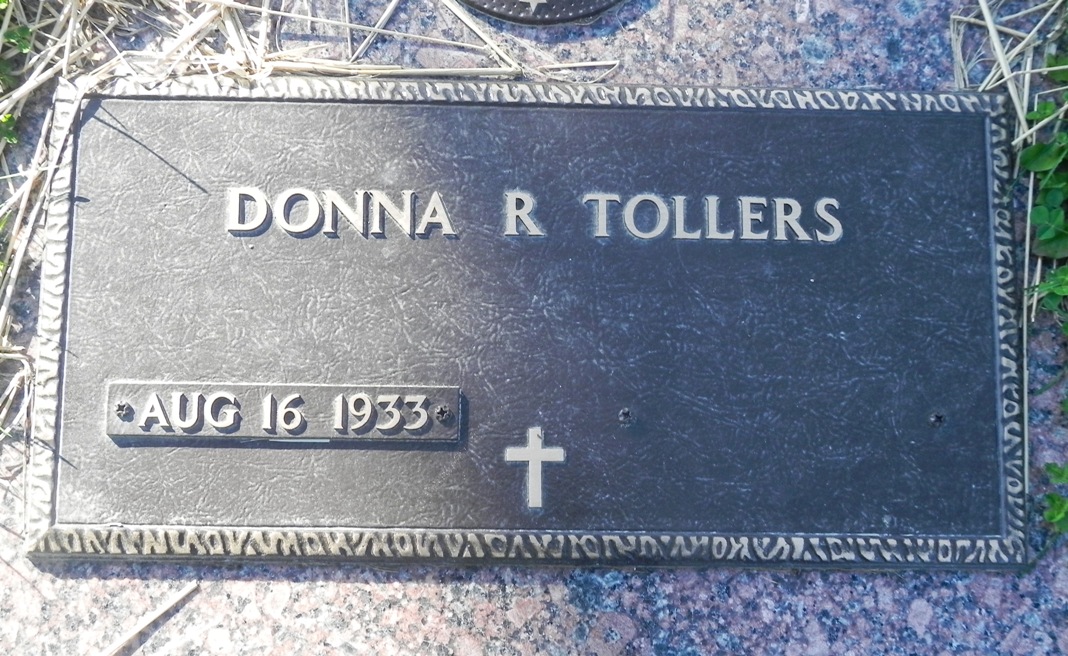 DONNA R TOLLERS
AUG 16 1933